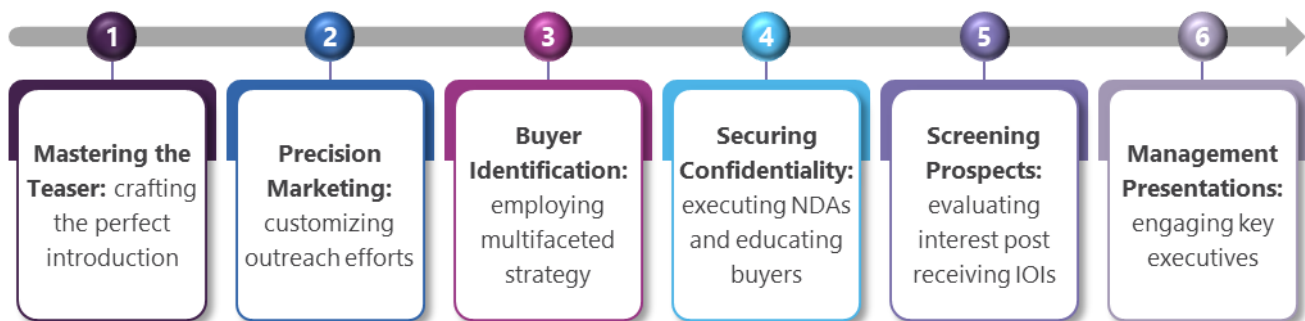 1
2
3
4
5
6
Mastering the
Teaser: crafting
the perfect
introduction
Precision
Marketing:
customizing
outreach efforts
Buyer
Identification:
employing
multifaceted
strategy
Securing
Confidentiality:
executing NDAs
and educating
buyers
Screening
Prospects:
evaluating
interest post
receiving IOIs
Management
Presentations:
engaging key
executives